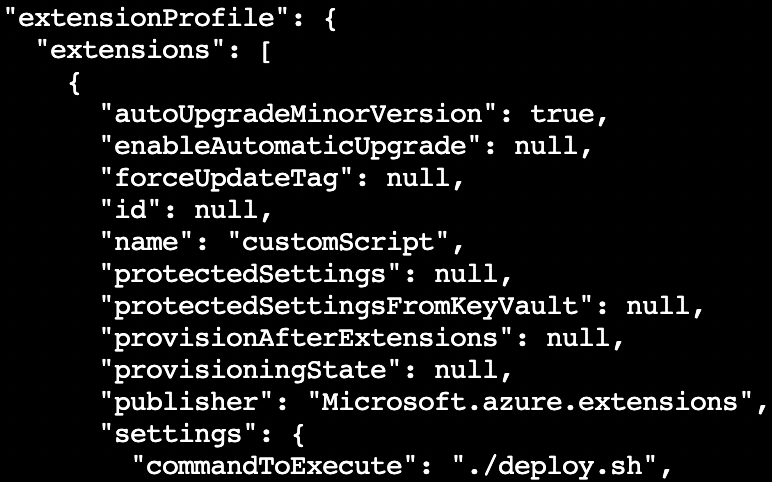 "extensionProfile": {
"extensions": [
{
"autoUpgradeMinorVersion": true,
"enableAutomaticUpgrade": null,
"forceUpdateTag": null,
"id": null,
"name": "customScript",
"protectedSettings": null,
"protectedSettingsFromKeyVault": null,
"provisionAfterExtensions": null,
"provisioningState": null,
"publisher": "Microsoft.azure.extensions",
"settings": {
"commandToExecute": "./deploy.sh",